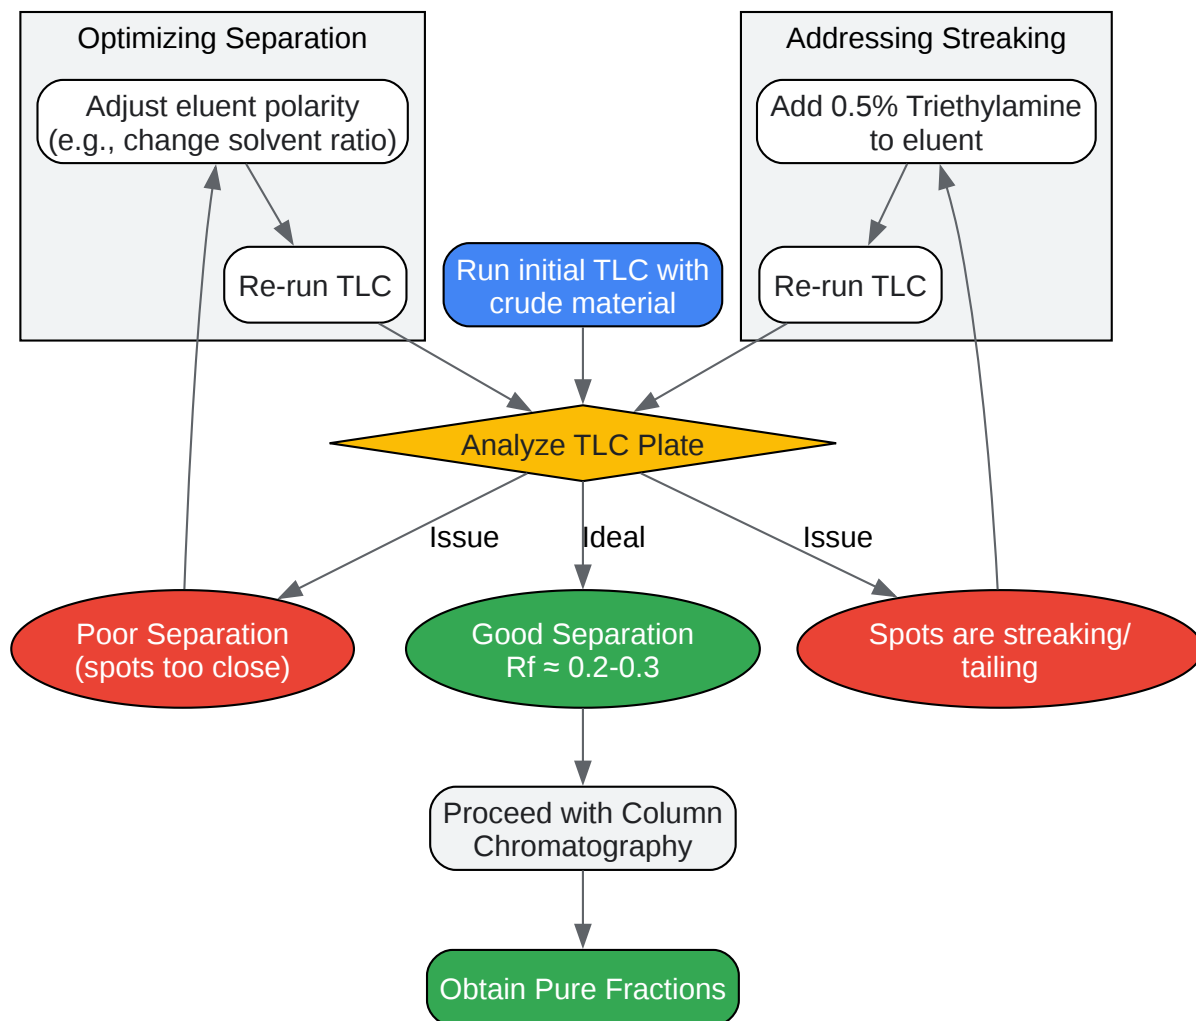 Optimizing Separation
Adjust eluent polarity
(e.g., change solvent ratio)
Re-run TLC
Addressing Streaking
Add 0.5% Triethylamine
to eluent
Re-run TLC
Run initial TLC with
crude material
Analyze TLC Plate
Issue
Ideal
Issue
Poor Separation
(spots too close)
Good Separation
Rf ≈ 0.2-0.3
Spots are streaking/
tailing
Proceed with Column
Chromatography
Obtain Pure Fractions